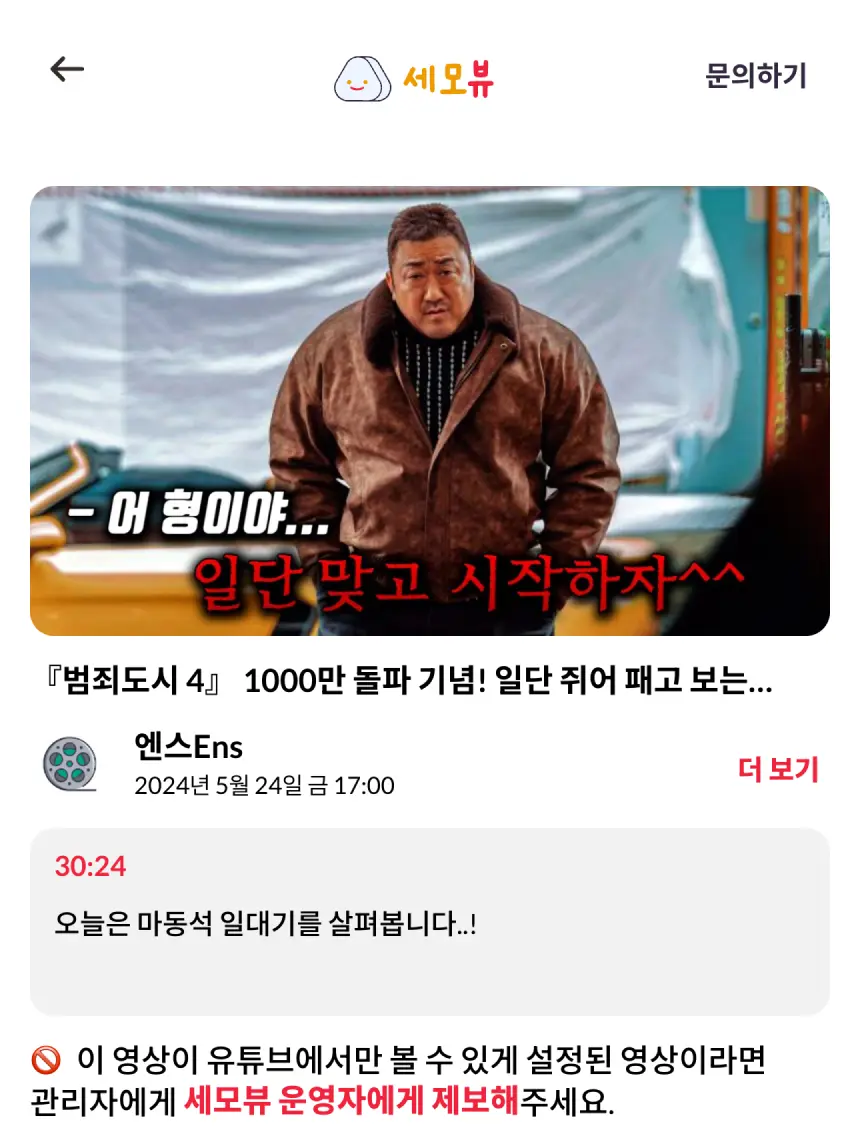 세모뷰
문의하기
- 어 형이야...
일단 맞고 시작하자^^
『범죄도시 4』 1000만 돌파 기념! 일단 쥐어 패고 보는...
엔스Ens
2024년 5월 24일 금 17:00
더 보기
30:24
오늘은 마동석 일대기를 살펴봅니다..!
🚫 이 영상이 유튜브에서만 볼 수 있게 설정된 영상이라면
관리자에게 세모뷰 운영자에게 제보해주세요.